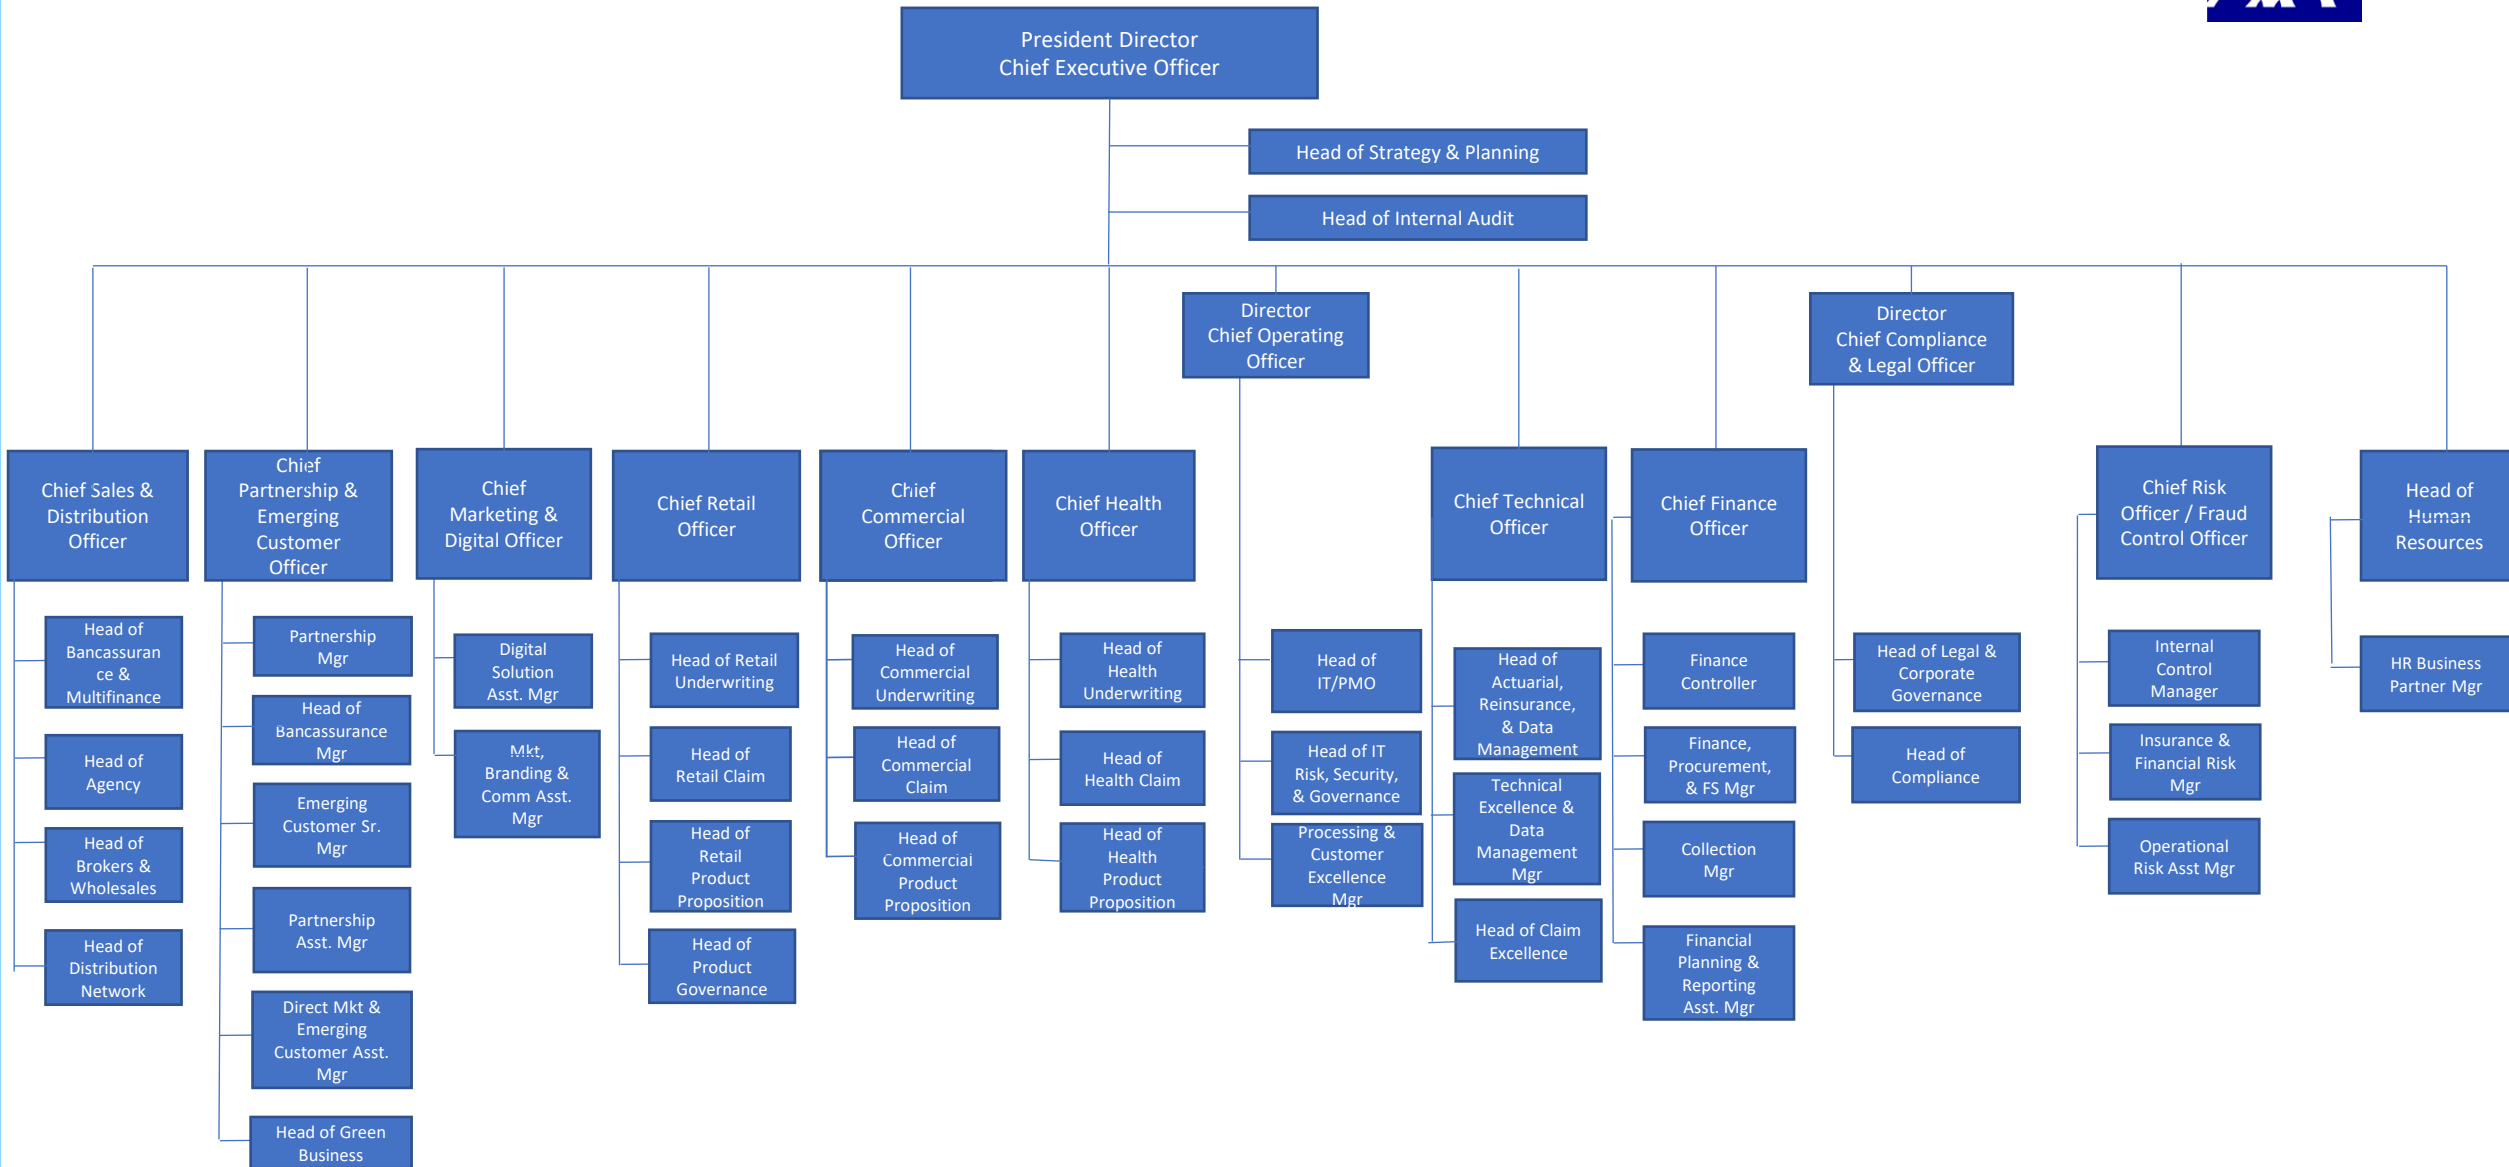 President Director
Chief Executive Officer
Head of Strategy & Planning
Head of Internal Audit
Director
Chief Operating
Officer
Director
Chief Compliance
& Legal Officer
Chief Sales &
Distribution
Officer
Chief
Partnership &
Emerging
Customer
Officer
Chief
Marketing &
Digital Officer
Chief Retail
Officer
Chief
Commercial
Officer
Chief Health
Officer
Chief Technical
Officer
Chief Finance
Officer
Chief Risk
Officer / Fraud
Control Officer
Head of
Human
Resources
Head of
Bancassuran
ce &
Multifinance
Head of
Agency
Head of
Brokers &
Wholesales
Head of
Distribution
Network
Partnership
Mgr
Head of
Bancassurance
Mgr
Emerging
Customer Sr.
Mgr
Partnership
Asst. Mgr
Direct Mkt &
Emerging
Customer Asst.
Mgr
Head of Green
Business
Digital
Solution
Asst. Mgr
Mkt,
Branding &
Comm Asst.
Mgr
Head of Retail
Underwriting
Head of
Retail Claim
Head of
Retail
Product
Proposition
Head of
Product
Governance
Head of
Commercial
Underwriting
Head of
Commercial
Claim
Head of
Commercial
Product
Proposition
Head of
Health
Underwriting
Head of
Health Claim
Head of
Health
Product
Proposition
Head of
IT/PMO
Head of IT
Risk, Security,
& Governance
Processing &
Customer
Excellence
Mgr
Head of
Actuarial,
Reinsurance,
& Data
Management
Technical
Excellence &
Data
Management
Mgr
Head of Claim
Excellence
Finance
Controller
Finance,
Procurement,
& FS Mgr
Collection
Mgr
Financial
Planning &
Reporting
Asst. Mgr
Head of Legal &
Corporate
Governance
Head of
Compliance
Internal
Control
Manager
Insurance &
Financial Risk
Mgr
Operational
Risk Asst Mgr
HR Business
Partner Mgr